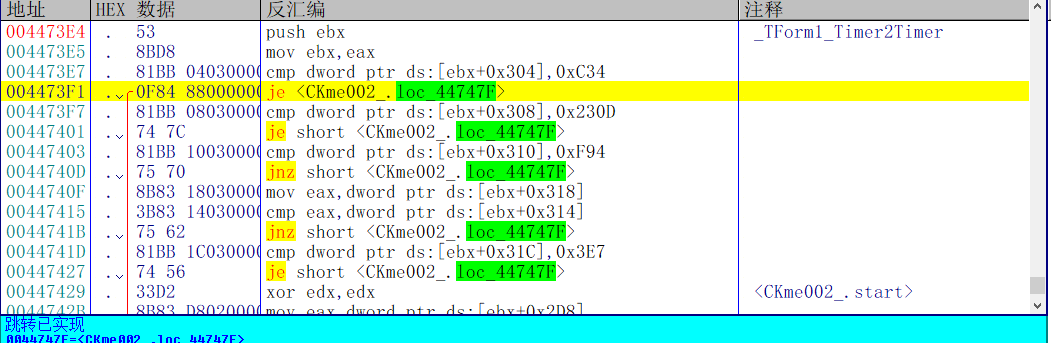 地址 HEX 数据 反汇编 注释
004473E4 . 53 push ebx _TForm1_Timer2Timer
004473E5 . 8BD8 mov ebx,eax
004473E7 . 81BB 04030000 cmp dword ptr ds:[ebx+0x304],0xC34
004473F1 . 0F84 88000000 je <CKme002_.loc_44747F>
004473F7 . 81BB 08030000 cmp dword ptr ds:[ebx+0x308],0x230D
00447401 . 74 7C je short <CKme002_.loc_44747F>
00447403 . 81BB 10030000 cmp dword ptr ds:[ebx+0x310],0xF94
0044740D . 75 70 jnz short <CKme002_.loc_44747F>
0044740F . 8B83 18030000 mov eax,dword ptr ds:[ebx+0x318]
00447415 . 3B83 14030000 cmp eax,dword ptr ds:[ebx+0x314]
0044741B . 75 62 jnz short <CKme002_.loc_44747F>
0044741D . 81BB 1C030000 cmp dword ptr ds:[ebx+0x31C],0x3E7
00447427 . 74 56 je short <CKme002_.loc_44747F>
00447429 . 33D2 xor edx,edx <CKme002_.start>
0044742B . 8B83 D8020000 mov eax,dword ptr ds:[ebx+0x2D8]
跳转已实现
0044747F=<CKme002_.loc_44747F>